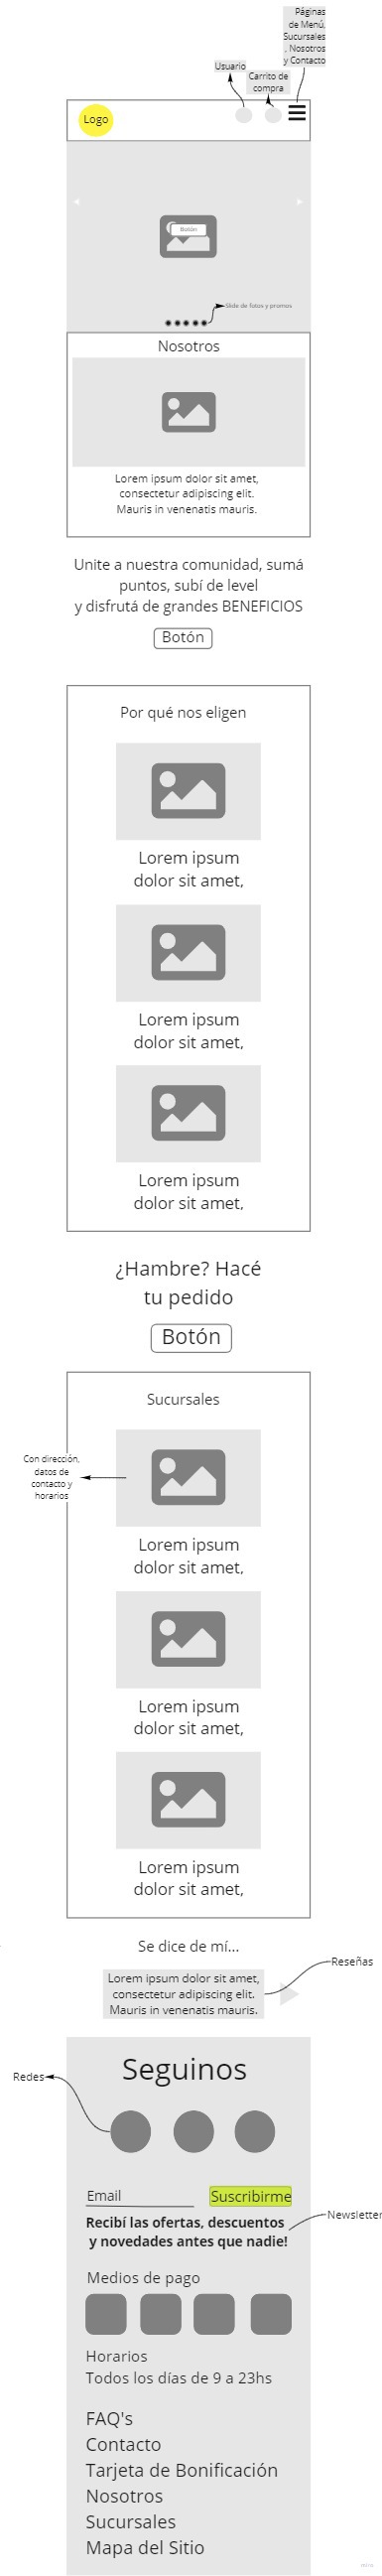 Páginas
de Menú,
Sucursales
, Nosotros
y Contacto
Usuario
Carrito de
compra
Logo
Botón
Slide de fotos y promos
Nosotros
Lorem ipsum dolor sit amet,
consectetur adipiscing elit.
Mauris in venenatis mauris.
Unite a nuestra comunidad, sumá
puntos, subí de level
y disfrutá de grandes BENEFICIOS
Botón
Por qué nos eligen
Lorem ipsum
dolor sit amet,
Lorem ipsum
dolor sit amet,
Lorem ipsum
dolor sit amet,
¿Hambre? Hacé
tu pedido
Botón
Sucursales
Con dirección,
datos de
contacto y
horarios
Lorem ipsum
dolor sit amet,
Lorem ipsum
dolor sit amet,
Lorem ipsum
dolor sit amet,
Se dice de mí...
Reseñas
Lorem ipsum dolor sit amet,
consectetur adipiscing elit.
Mauris in venenatis mauris.
Seguinos
Redes
Email
Suscribirme
Newsletter
Recibí las ofertas, descuentos
y novedades antes que nadie!
Medios de pago
Horarios
Todos los días de 9 a 23hs
FAQ's
Contacto
Tarjeta de Bonificación
Nosotros
Sucursales
Mapa del Sitio
miro